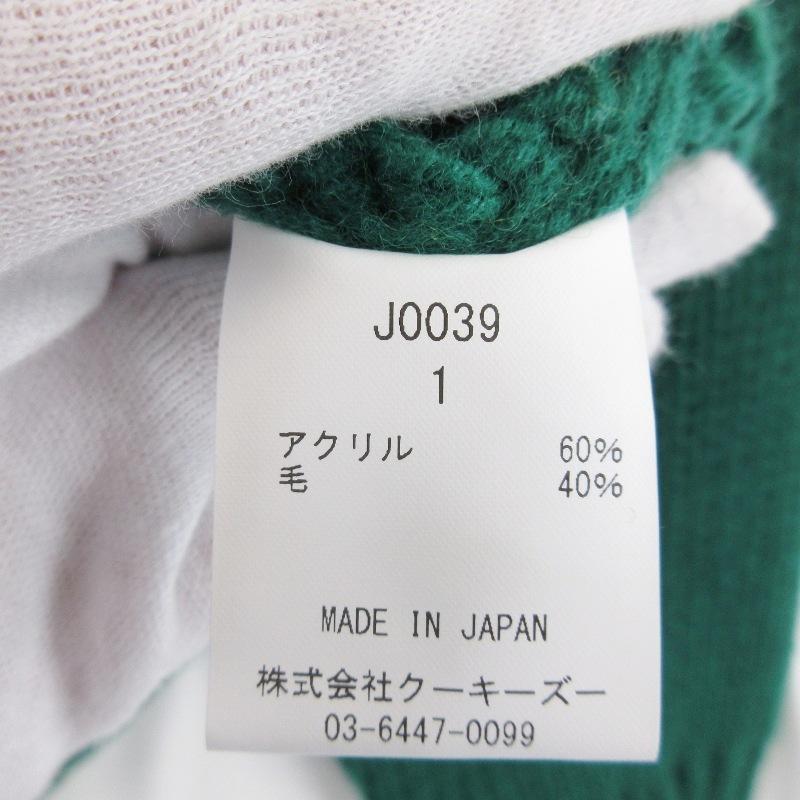 J0039
1
アクリル 60%
毛 40%
MADE IN JAPAN
株式会社クーキーズー
03-6447-0099